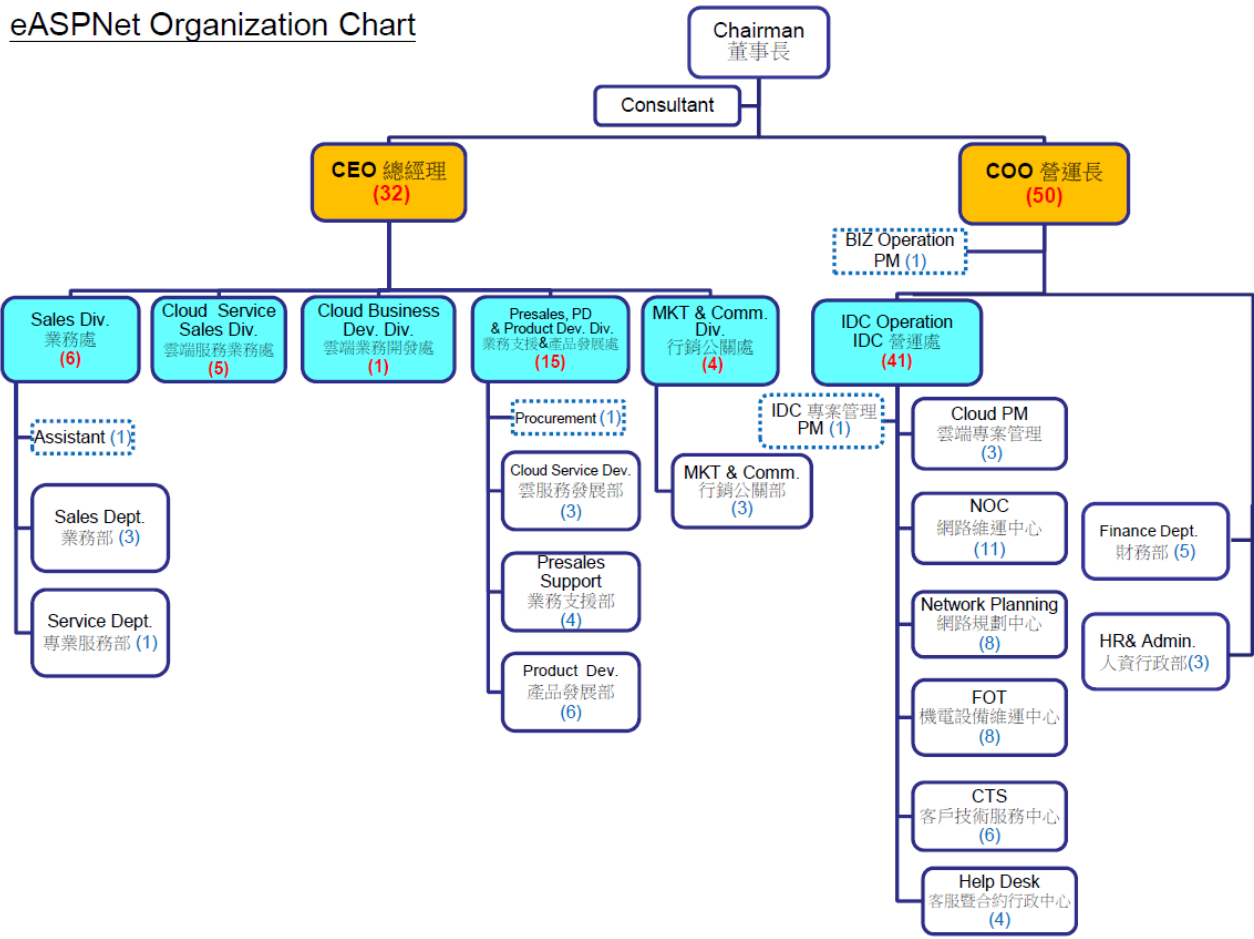 eASPNet Organization Chart
Chairman
董事長
Consultant
CEO 總經理
(32)
COO 營運長
(50)
BIZ Operation
PM (1)
Sales Div.
業務處
(6)
Cloud Service
Sales Div.
雲端服務業務處
(5)
Cloud Business
Dev. Div.
雲端業務開發處
(1)
Presales, PD
& Product Dev. Div.
業務支援&產品發展處
(15)
MKT & Comm.
Div.
行銷公關處
(4)
IDC Operation
IDC 營運處
(41)
Assistant (1)
Sales Dept.
業務部 (3)
Service Dept.
專業服務部 (1)
Procurement (1)
Cloud Service Dev.
雲服務發展部
(3)
Presales
Support
業務支援部
(4)
Product Dev.
產品發展部
(6)
MKT & Comm.
行銷公關部
(3)
IDC 專案管理
PM (1)
Cloud PM
雲端專案管理
(3)
NOC
網路維運中心
(11)
Network Planning
網路規劃中心
(8)
FOT
機電設備維運中心
(8)
CTS
客戶技術服務中心
(6)
Help Desk
客服暨合約行政中心
(4)
Finance Dept.
財務部 (5)
HR& Admin.
人資行政部(3)